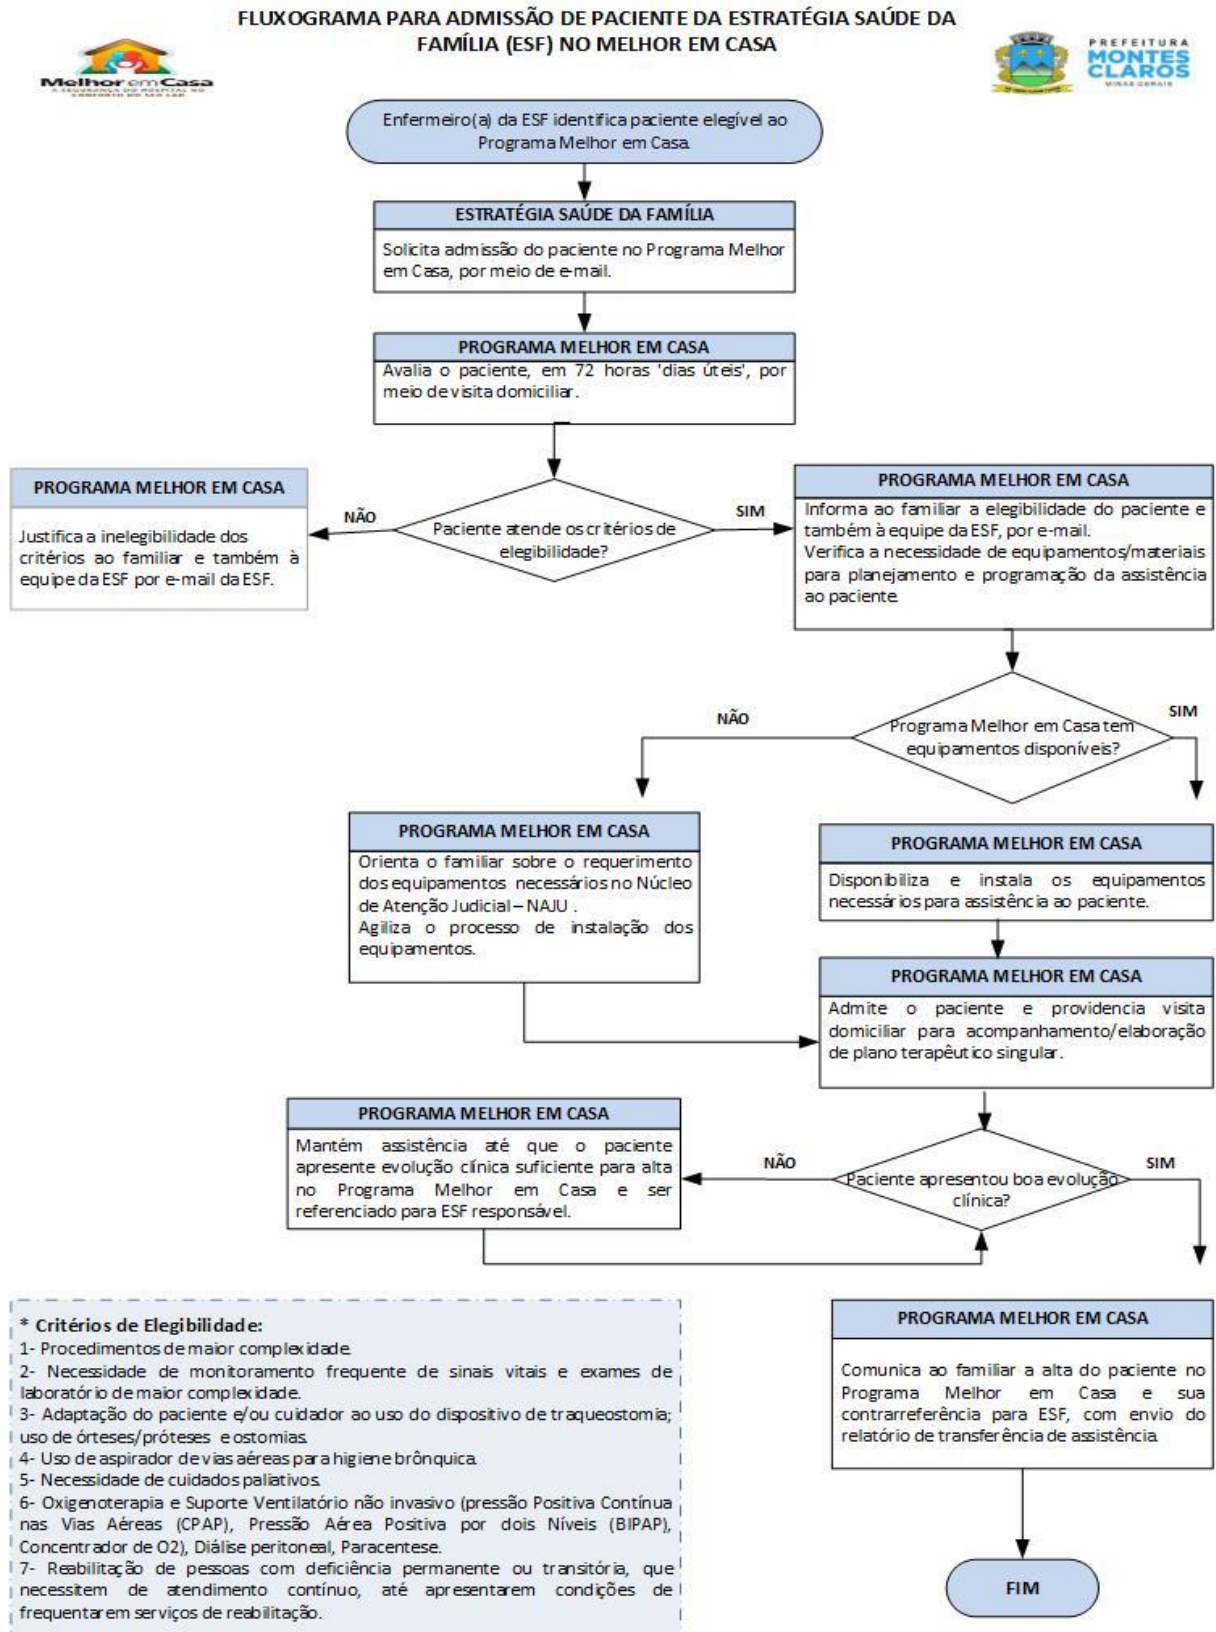 FLUXOGRAMA PARA ADMISSÃO DE PACIENTE DA ESTRATÉGIA SAÚDE DA
FAMÍLIA (ESF) NO MELHOR EM CASA
Melhor em Casa
A SEGURANÇA DO HOSPITAL NO
CONFORTO DO SEU LAR
PREFEITURA
MONTES
CLAROS
MINAS GERAIS
Enfermeiro(a) da ESF identifica paciente elegível ao
Programa Melhor em Casa.
ESTRATÉGIA SAÚDE DA FAMÍLIA
Solicita admissão do paciente no Programa Melhor
em Casa, por meio de e-mail.
PROGRAMA MELHOR EM CASA
Avalia o paciente, em 72 horas 'dias úteis', por
meio de visita domiciliar.
Paciente atende os critérios de
elegibilidade?
NÃO
SIM
PROGRAMA MELHOR EM CASA
Justifica a inelegibilidade dos
critérios ao familiar e também à
equipe da ESF por e-mail da ESF.
PROGRAMA MELHOR EM CASA
Informa ao familiar a elegibilidade do paciente e
também à equipe da ESF, por e-mail.
Verifica a necessidade de equipamentos/materiais
para planejamento e programação da assistência
ao paciente.
Programa Melhor em Casa tem
equipamentos disponíveis?
NÃO
SIM
PROGRAMA MELHOR EM CASA
Orienta o familiar sobre o requerimento
dos equipamentos necessários no Núcleo
de Atenção Judicial – NAJU .
Agiliza o processo de instalação dos
equipamentos.
PROGRAMA MELHOR EM CASA
Disponibiliza e instala os equipamentos
necessários para assistência ao paciente.
PROGRAMA MELHOR EM CASA
Admite o paciente e providencia visita
domiciliar para acompanhamento/elaboração
de plano terapêutico singular.
Paciente apresentou boa evolução
clínica?
NÃO
SIM
PROGRAMA MELHOR EM CASA
Mantém assistência até que o paciente
apresente evolução clínica suficiente para alta
no Programa Melhor em Casa e ser
referenciado para ESF responsável.
PROGRAMA MELHOR EM CASA
Comunica ao familiar a alta do paciente no
Programa Melhor em Casa e sua
contrarreferência para ESF, com envio do
relatório de transferência de assistência.
FIM
* Critérios de Elegibilidade:
1- Procedimentos de maior complexidade.
2- Necessidade de monitoramento frequente de sinais vitais e exames de
laboratório de maior complexidade.
3- Adaptação do paciente e/ou cuidador ao uso do dispositivo de traqueostomia;
uso de órteses/próteses e ostomias.
4- Uso de aspirador de vias aéreas para higiene brônquica.
5- Necessidade de cuidados paliativos.
6- Oxigenoterapia e Suporte Ventilatório não invasivo (pressão Positiva Contínua
nas Vias Aéreas (CPAP), Pressão Aérea Positiva por dois Níveis (BIPAP),
Concentrador de O2), Diálise peritoneal, Paracentese.
7- Reabilitação de pessoas com deficiência permanente ou transitória, que
necessitem de atendimento contínuo, até apresentarem condições de
frequentarem serviços de reabilitação.